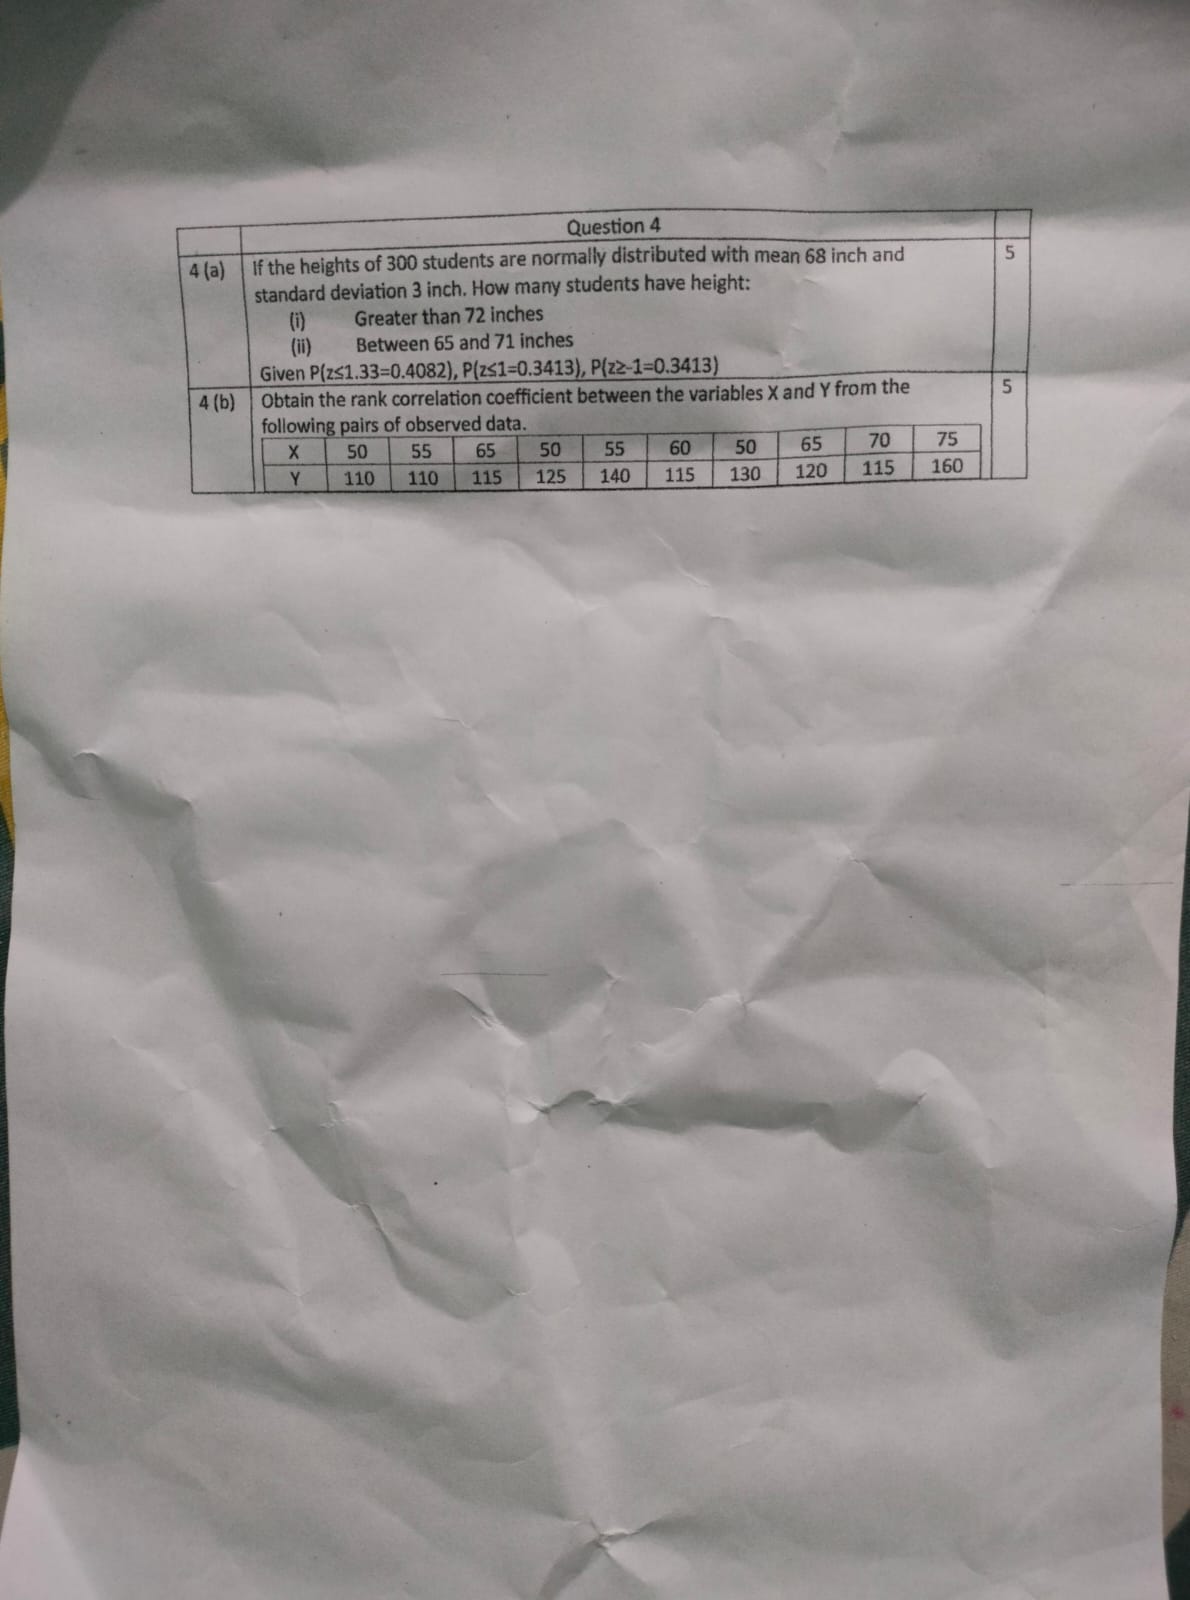 Question 4
4 (a) If the heights of 300 students are normally distributed with mean 68 inch and 5
standard deviation 3 inch. How many students have height:
(i) Greater than 72 inches
(ii) Between 65 and 71 inches
Given P(z≤1.33=0.4082), P(z≤1=0.3413), P(z≥-1=0.3413)
4 (b) Obtain the rank correlation coefficient between the variables X and Y from the 5
following pairs of observed data.
X 50 55 65 50 55 60 50 65 70 75
Y 110 110 115 125 140 115 130 120 115 160